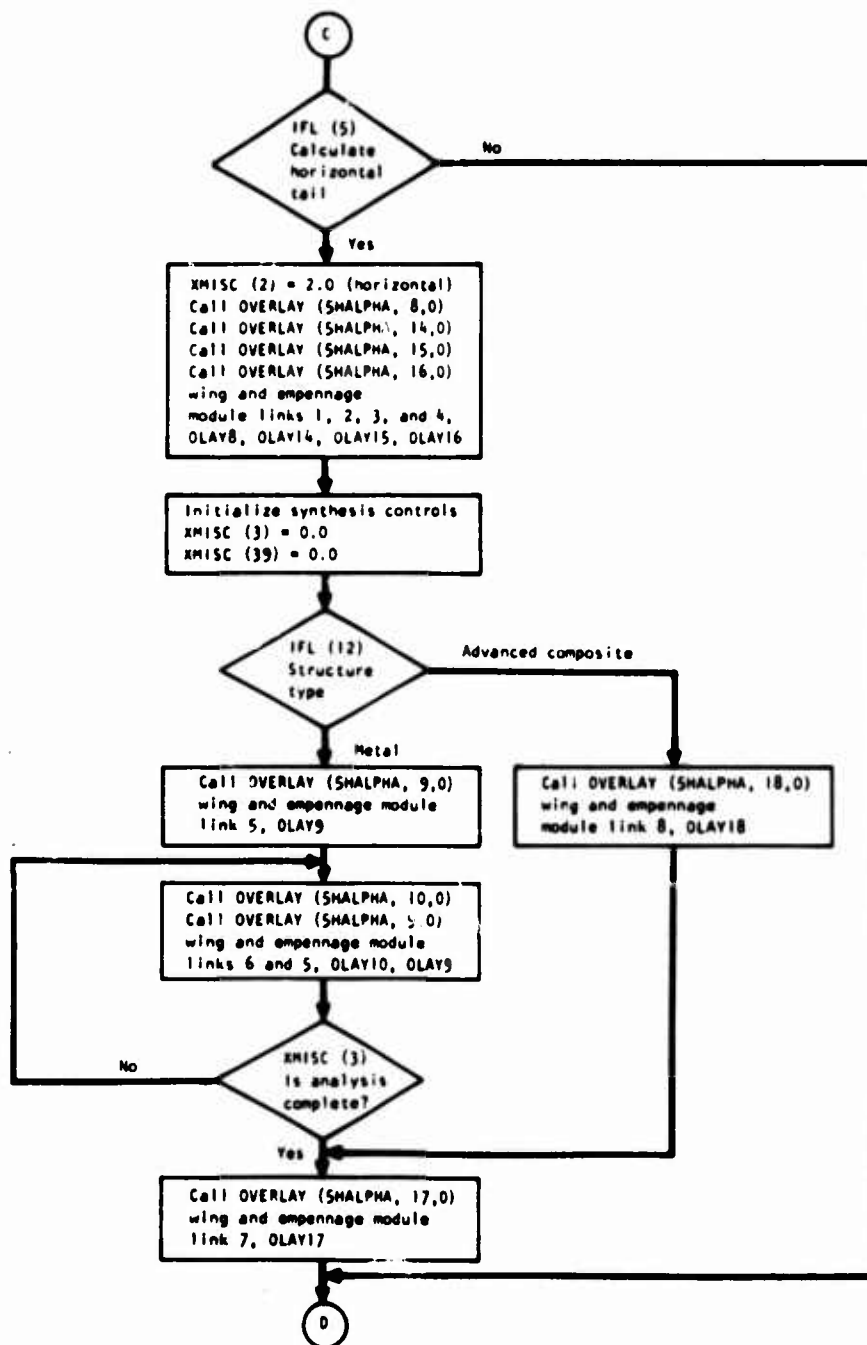 C
IFL (5)
Calculate
horizontal
tail
No
Yes
XMISC (2) = 2.0 (horizontal)
Call OVERLAY (5HALPHA, 8,0)
Call OVERLAY (5HALPHA, 14,0)
Call OVERLAY (5HALPHA, 15,0)
Call OVERLAY (5HALPHA, 16,0)
wing and empennage
module links 1, 2, 3, and 4,
OLAY8, OLAY14, OLAY15, OLAY16
Initialize synthesis controls
XMISC (3) = 0.0
XMISC (39) = 0.0
IFL (12)
Structure
type
Advanced composite
Metal
Call OVERLAY (5HALPHA, 9,0)
wing and empennage module
link 5, OLAY9
Call OVERLAY (5HALPHA, 18,0)
wing and empennage
module link 8, OLAY18
Call OVERLAY (5HALPHA, 10,0)
Call OVERLAY (5HALPHA, 9,0)
wing and empennage module
links 6 and 5, OLAY10, OLAY9
XMISC (3)
Is analysis
complete?
No
Yes
Call OVERLAY (5HALPHA, 17,0)
wing and empennage module
link 7, OLAY17
D